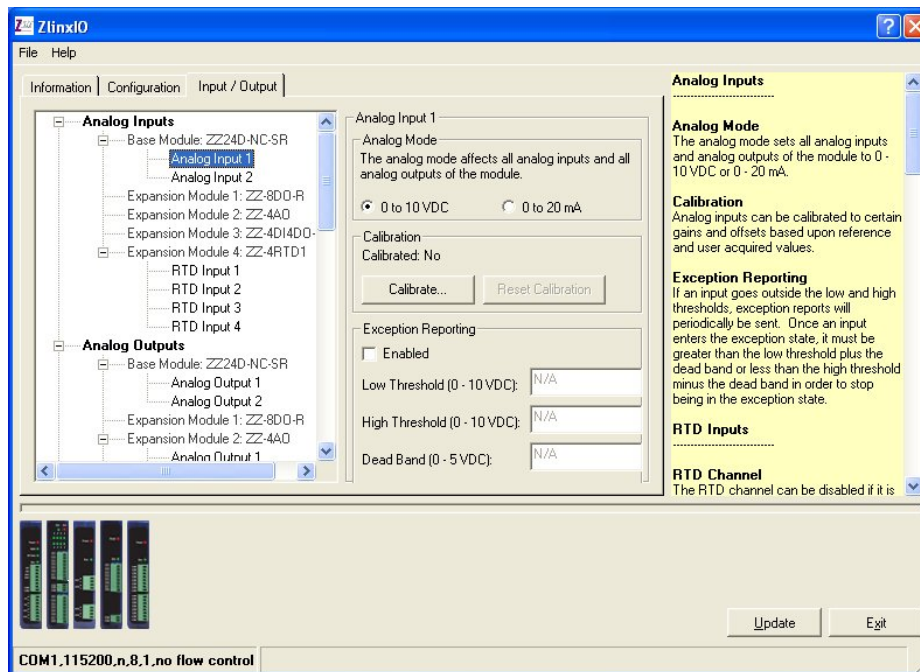 ZlinxIO
File Help
Information Configuration Input / Output
Analog Inputs
Base Module: ZZ24D-NC-SR
Analog Input 1
Analog Input 2
Expansion Module 1: ZZ-8DO-R
Expansion Module 2: ZZ-4AO
Expansion Module 3: ZZ-4DI4DO-
Expansion Module 4: ZZ-4RTD1
RTD Input 1
RTD Input 2
RTD Input 3
RTD Input 4
Analog Outputs
Base Module: ZZ24D-NC-SR
Analog Output 1
Analog Output 2
Expansion Module 1: ZZ-8DO-R
Expansion Module 2: ZZ-4AO
Analog Output 1
Analog Input 1
Analog Mode
The analog mode affects all analog inputs and all
analog outputs of the module.
0 to 10 VDC 0 to 20 mA
Calibration
Calibrated: No
Calibrate... Reset Calibration
Exception Reporting
Enabled
Low Threshold (0 - 10 VDC): N/A
High Threshold (0 - 10 VDC): N/A
Dead Band (0 - 5 VDC): N/A
Analog Inputs
----------------------------
Analog Mode
The analog mode sets all analog inputs
and analog outputs of the module to 0 -
10 VDC or 0 - 20 mA.
Calibration
Analog inputs can be calibrated to certain
gains and offsets based upon reference
and user acquired values.
Exception Reporting
If an input goes outside the low and high
thresholds, exception reports will
periodically be sent. Once an input
enters the exception state, it must be
greater than the low threshold plus the
dead band or less than the high threshold
minus the dead band in order to stop
being in the exception state.
RTD Inputs
----------------------------
RTD Channel
The RTD channel can be disabled if it is
Update Exit
COM1,115200,n,8,1,no flow control